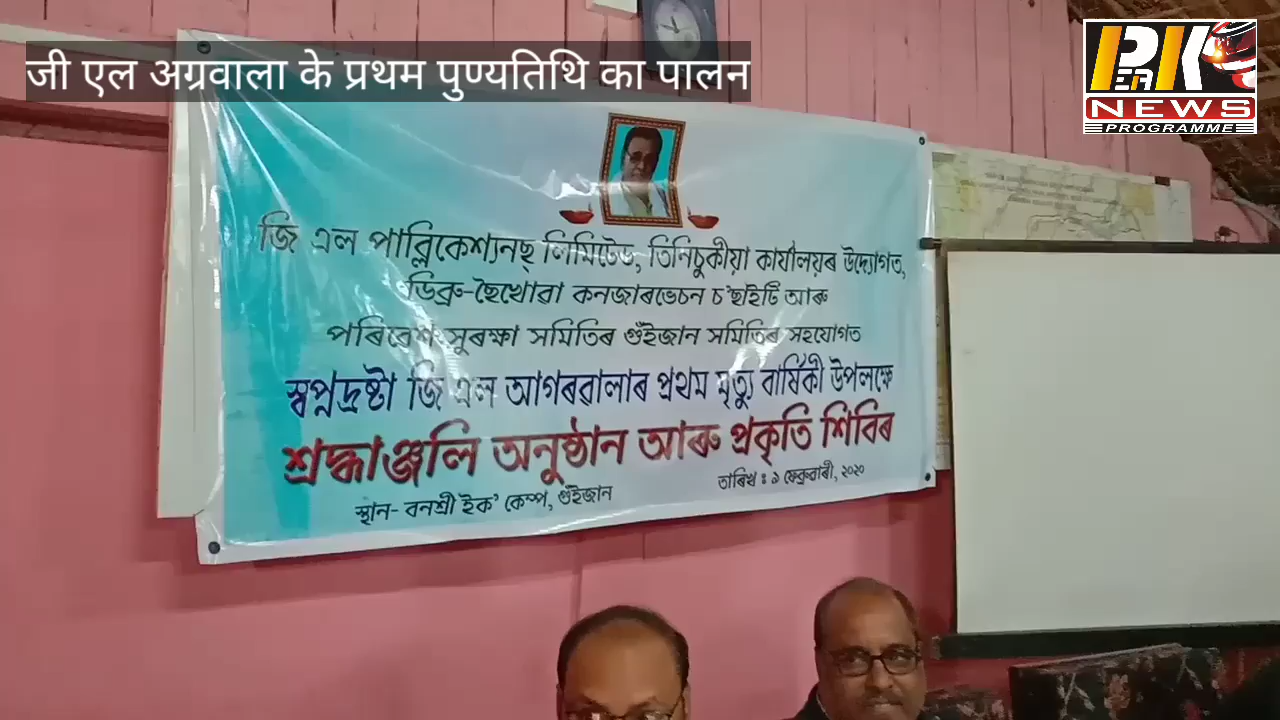 जी एल अग्रवाला के प्रथम पुण्यतिथि का पालन
PERK
NEWS
PROGRAMME
জি এল পাব্লিকেশ্যনছ্ লিমিটেড, তিনিচুকীয়া কাৰ্যালয়ৰ উদ্যোগত,
ডিব্ৰু-ছৈখোৱা কনজাৰভেচন চ'ছাইটি আৰু
পৰিৱেশ সুৰক্ষা সমিতিৰ গুঁইজান সমিতিৰ সহযোগত
স্বপ্নদ্ৰষ্টা জি এল আগৰৱালাৰ প্ৰথম মৃত্যু বাৰ্ষিকী উপলক্ষে
শ্ৰদ্ধাঞ্জলি অনুষ্ঠান আৰু প্ৰকৃতি শিবিৰ
তাৰিখ : ৯ ফেব্ৰুৱাৰী, ২০২০
স্থান- বনশ্ৰী ইক' কেম্প, গুঁইজান